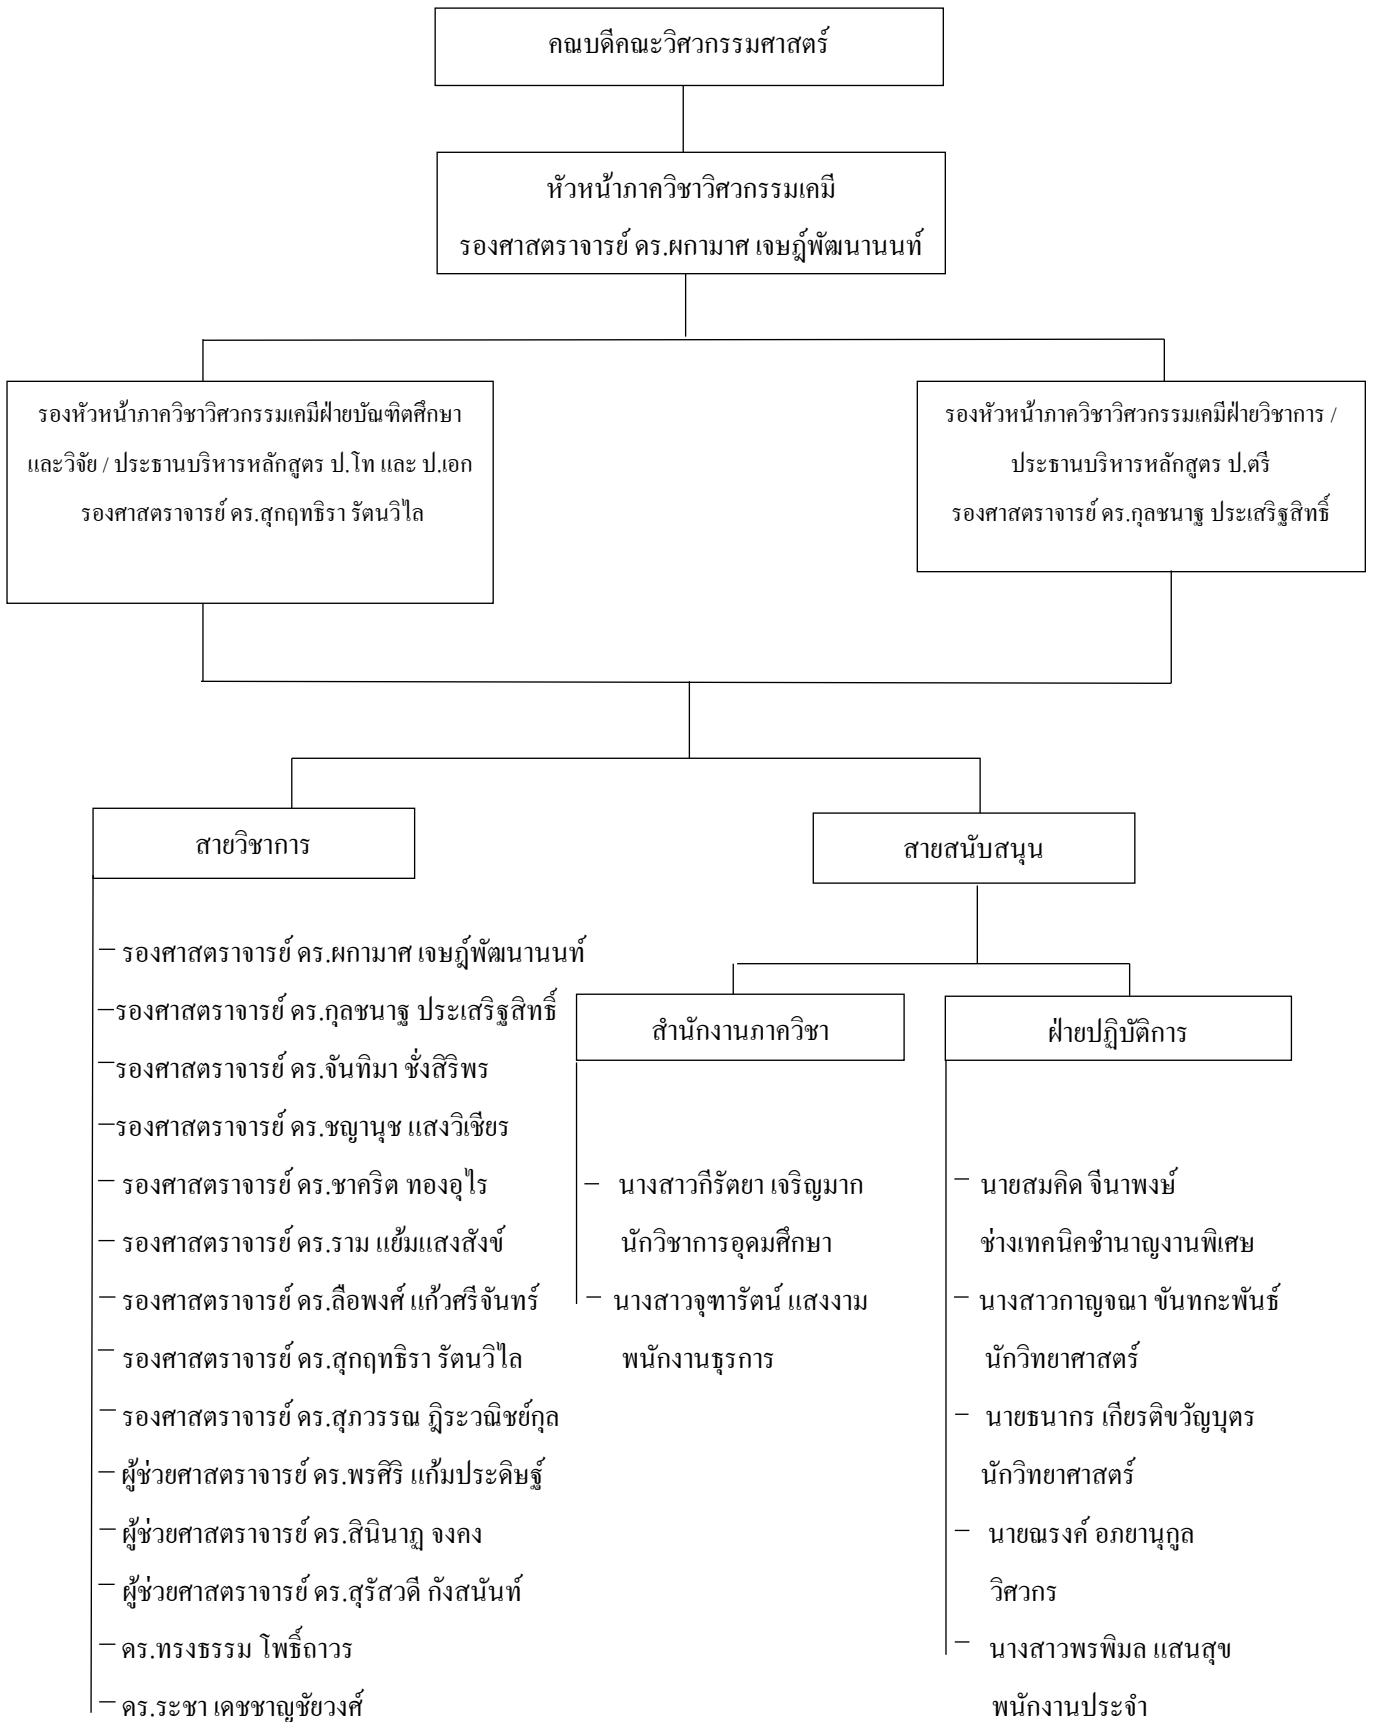 คณบดีคณะวิศวกรรมศาสตร์
หัวหน้าภาควิชาวิศวกรรมเคมี
รองศาสตราจารย์ ดร.ผกามาศ เจษฎ์พัฒนานนท์
รองหัวหน้าภาควิชาวิศวกรรมเคมีฝ่ายบัณฑิตศึกษา
และวิจัย / ประธานบริหารหลักสูตร ป.โท และ ป.เอก
รองศาสตราจารย์ ดร.สุกฤทธิรา รัตนวิไล
รองหัวหน้าภาควิชาวิศวกรรมเคมีฝ่ายวิชาการ /
ประธานบริหารหลักสูตร ป.ตรี
รองศาสตราจารย์ ดร.กุลชนาฐ ประเสริฐสิทธิ์
สายวิชาการ
– รองศาสตราจารย์ ดร.ผกามาศ เจษฎ์พัฒนานนท์
–รองศาสตราจารย์ ดร.กุลชนาฐ ประเสริฐสิทธิ์
–รองศาสตราจารย์ ดร.จันทิมา ชั่งสิริพร
–รองศาสตราจารย์ ดร.ชญานุช แสงวิเชียร
– รองศาสตราจารย์ ดร.ชาคริต ทองอุไร
– รองศาสตราจารย์ ดร.ราม แย้มแสงสังข์
– รองศาสตราจารย์ ดร.ลือพงศ์ แก้วศรีจันทร์
– รองศาสตราจารย์ ดร.สุกฤทธิรา รัตนวิไล
– รองศาสตราจารย์ ดร.สุภวรรณ ฎิระวณิชย์กุล
– ผู้ช่วยศาสตราจารย์ ดร.พรศิริ แก้มประดิษฐ์
– ผู้ช่วยศาสตราจารย์ ดร.สินินาฏ จงคง
– ผู้ช่วยศาสตราจารย์ ดร.สุรัสวดี กังสนันท์
– ดร.ทรงธรรม โพธิ์ถาวร
– ดร.ระชา เดชชาญชัยวงศ์
สายสนับสนุน
สำนักงานภาควิชา
– นางสาวกีรัตยา เจริญมาก
นักวิชาการอุดมศึกษา
– นางสาวจุฑารัตน์ แสงงาม
พนักงานธุรการ
ฝ่ายปฏิบัติการ
– นายสมคิด จีนาพงษ์
ช่างเทคนิคชำนาญงานพิเศษ
– นางสาวกาญจณา ขันทกะพันธ์
นักวิทยาศาสตร์
– นายธนากร เกียรติขวัญบุตร
นักวิทยาศาสตร์
– นายณรงค์ อภยานุกูล
วิศวกร
– นางสาวพรพิมล แสนสุข
พนักงานประจำ